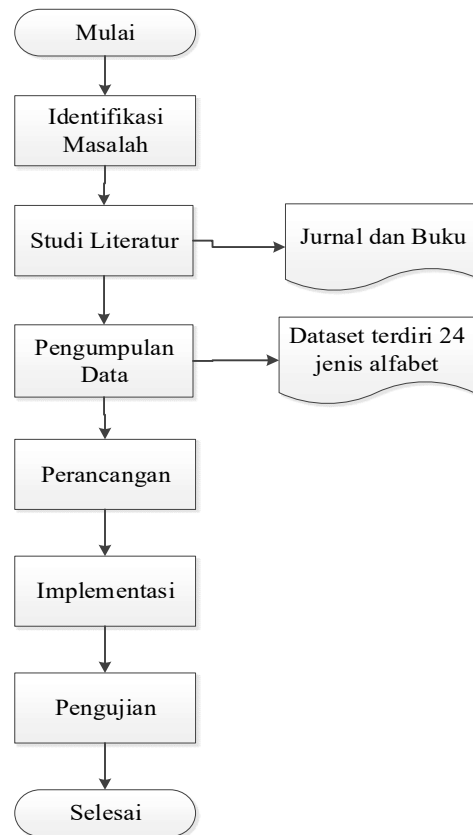 Mulai
Identifikasi
Masalah
Studi Literatur
Jurnal dan Buku
Pengumpulan
Data
Dataset terdiri 24
jenis alfabet
Perancangan
Implementasi
Pengujian
Selesai